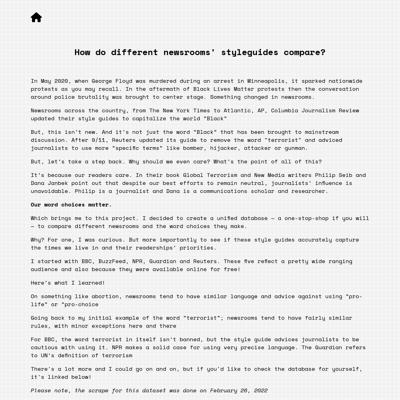 How do different newsrooms' styleguides compare?
In May 2020, when George Floyd was murdered during an arrest in Minneapolis, it sparked nationwide
protests as you may recall. In the aftermath of Black Lives Matter protests then the conversation
around police brutality was brought to center stage. Something changed in newsrooms.
Newsrooms across the country, from The New York Times to Atlantic, AP, Columbia Journalism Review
updated their style guides to capitalize the world "Black"
But, this isn't new. And it's not just the word "Black" that has been brought to mainstream
discussion. After 9/11, Reuters updated its guide to remove the word "terrorist" and adviced
journalists to use more "specific terms" like bomber, hijacker, attacker or gunman.
But, let's take a step back. Why should we even care? What's the point of all of this?
It's because our readers care. In their book Global Terrorism and New Media writers Philip Seib and
Dana Janbek point out that despite our best efforts to remain neutral, journalists' influence is
unavoidable. Philip is a journalist and Dana is a communications scholar and researcher.
Our word choices matter.
Which brings me to this project. I decided to create a unified database — a one-stop-shop if you will
— to compare different newsrooms and the word choices they make.
Why? For one, I was curious. But more importantly to see if these style guides accurately capture
the times we live in and their readerships' priorities.
I started with BBC, BuzzFeed, NPR, Guardian and Reuters. These five reflect a pretty wide ranging
audience and also because they were available online for free!
Here's what I learned!
On something like abortion, newsrooms tend to have similar language and advice against using "pro-
life" or "pro-choice
Going back to my initial example of the word "terrorist"; newsrooms tend to have fairly similar
rules, with minor exceptions here and there
For BBC, the word terrorist in itself isn't banned, but the style guide advices journalists to be
cautious with using it. NPR makes a solid case for using very precise language. The Guardian refers
to UN's definition of terrorism
There's a lot more and I could go on and on, but if you'd like to check the database for yourself,
it's linked below!
Please note, the scrape for this dataset was done on February 26, 2022